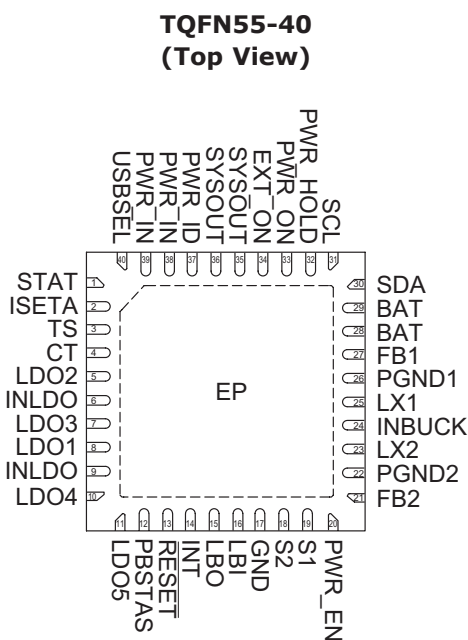 TQFN55-40
(Top View)
USBSEL
PWR_IN
PWR_IN
PWR_ID
SYSOUT
SYSOUT
EXT_ON
PWR_ON
PWR_HOLD
SCL
40
39
38
37
36
35
34
33
32
31
STAT 1
ISETA 2
TS 3
CT 4
LDO2 5
INLDO 6
LDO3 7
LDO1 8
INLDO 9
LDO4 10
EP
30 SDA
29 BAT
28 BAT
27 FB1
26 PGND1
25 LX1
24 INBUCK
23 LX2
22 PGND2
21 FB2
11
12
13
14
15
16
17
18
19
20
LDO5
PBSTAS
RESET
INT
LBO
LBI
GND
S2
S1
PWR_EN